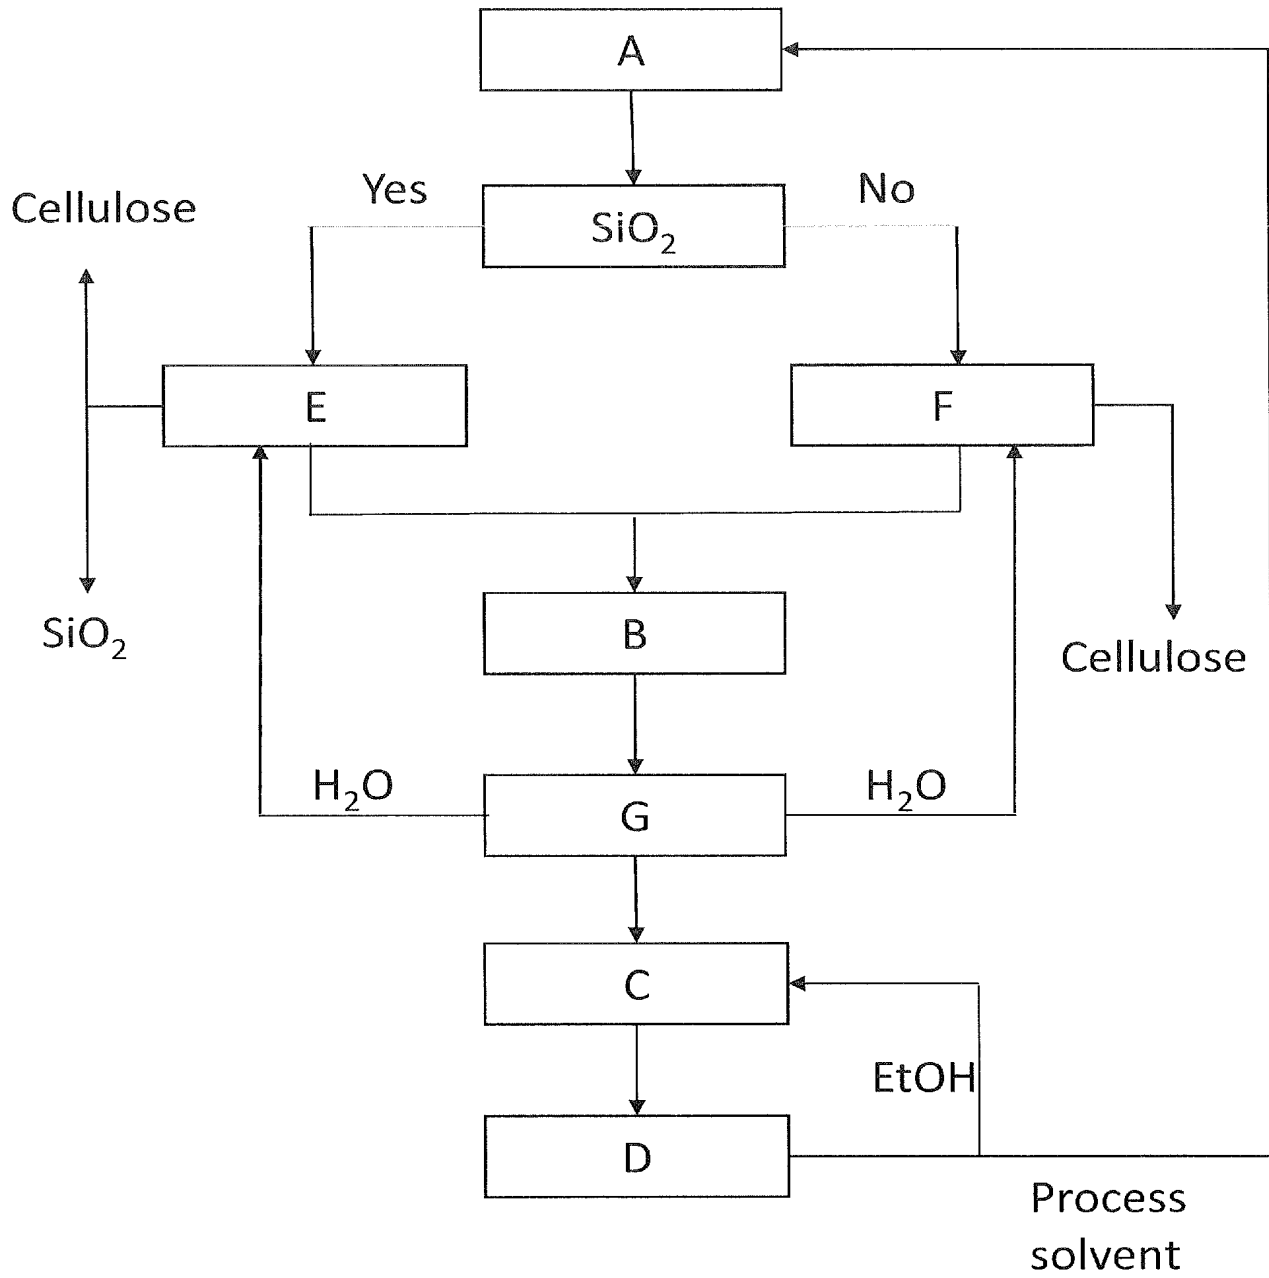 A
Yes
SiO₂
No
Cellulose
E
F
B
SiO₂
Cellulose
H₂O
G
H₂O
C
EtOH
D
Process
solvent